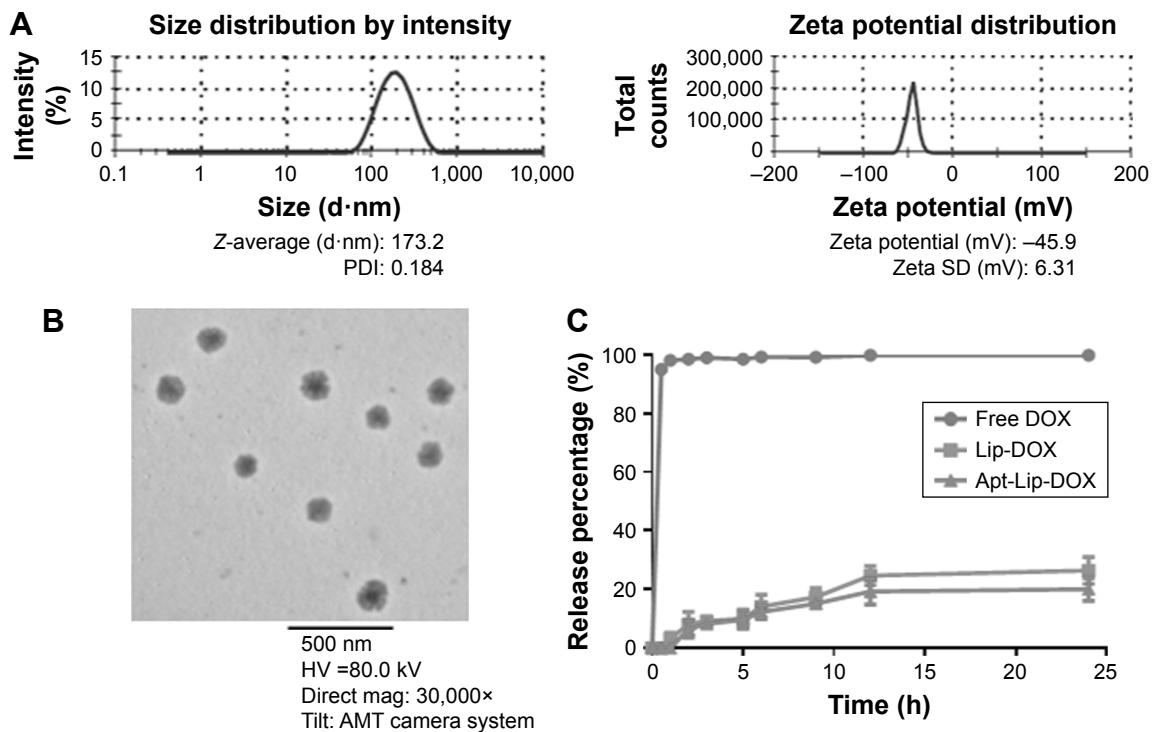 A
Size distribution by intensity
Intensity
(%)
15
10
5
0
0.1 1 10 100 1,000 10,000
Size (d·nm)
Z-average (d·nm): 173.2
PDI: 0.184
Zeta potential distribution
Total
counts
300,000
200,000
100,000
0
–200 –100 0 100 200
Zeta potential (mV)
Zeta potential (mV): –45.9
Zeta SD (mV): 6.31
B
500 nm
HV =80.0 kV
Direct mag: 30,000×
Tilt: AMT camera system
C
Release percentage (%)
100
80
60
40
20
0
0 5 10 15 20 25
Time (h)
Free DOX
Lip-DOX
Apt-Lip-DOX